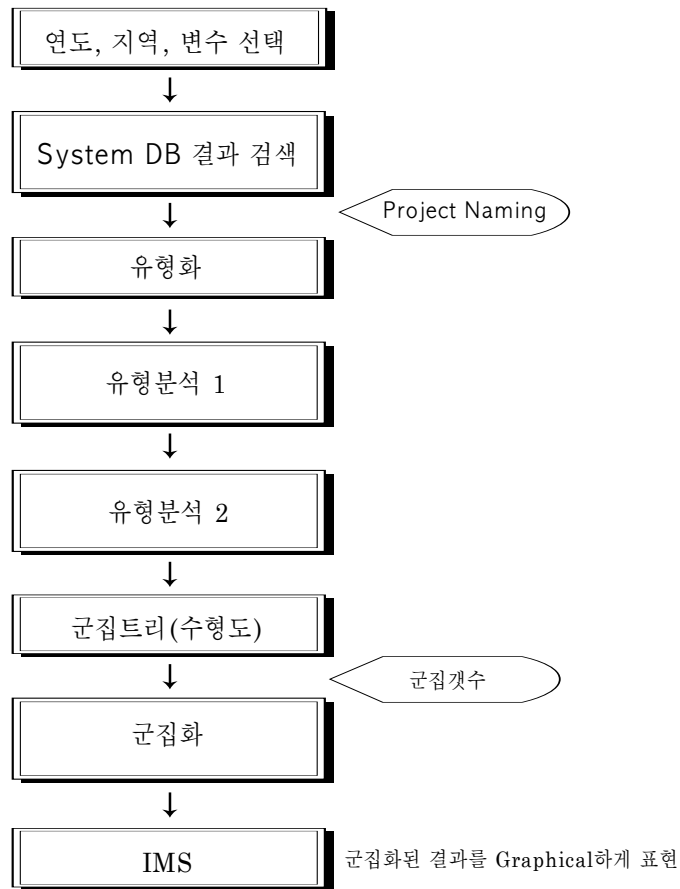 연도, 지역, 변수 선택
↓
System DB 결과 검색
↓
Project Naming
유형화
↓
유형분석 1
↓
유형분석 2
↓
군집트리(수형도)
↓
군집갯수
군집화
↓
IMS
군집화된 결과를 Graphical하게 표현